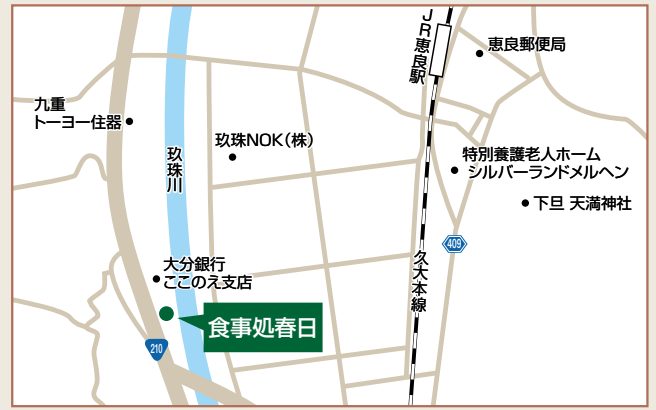 JR恵良駅
恵良郵便局
九重
トーヨー住器
玖珠NOK(株)
玖珠川
特別養護老人ホーム
シルバーランドメルヘン
下旦 天満神社
409
久大本線
大分銀行
ここのえ支店
食事処春日
210